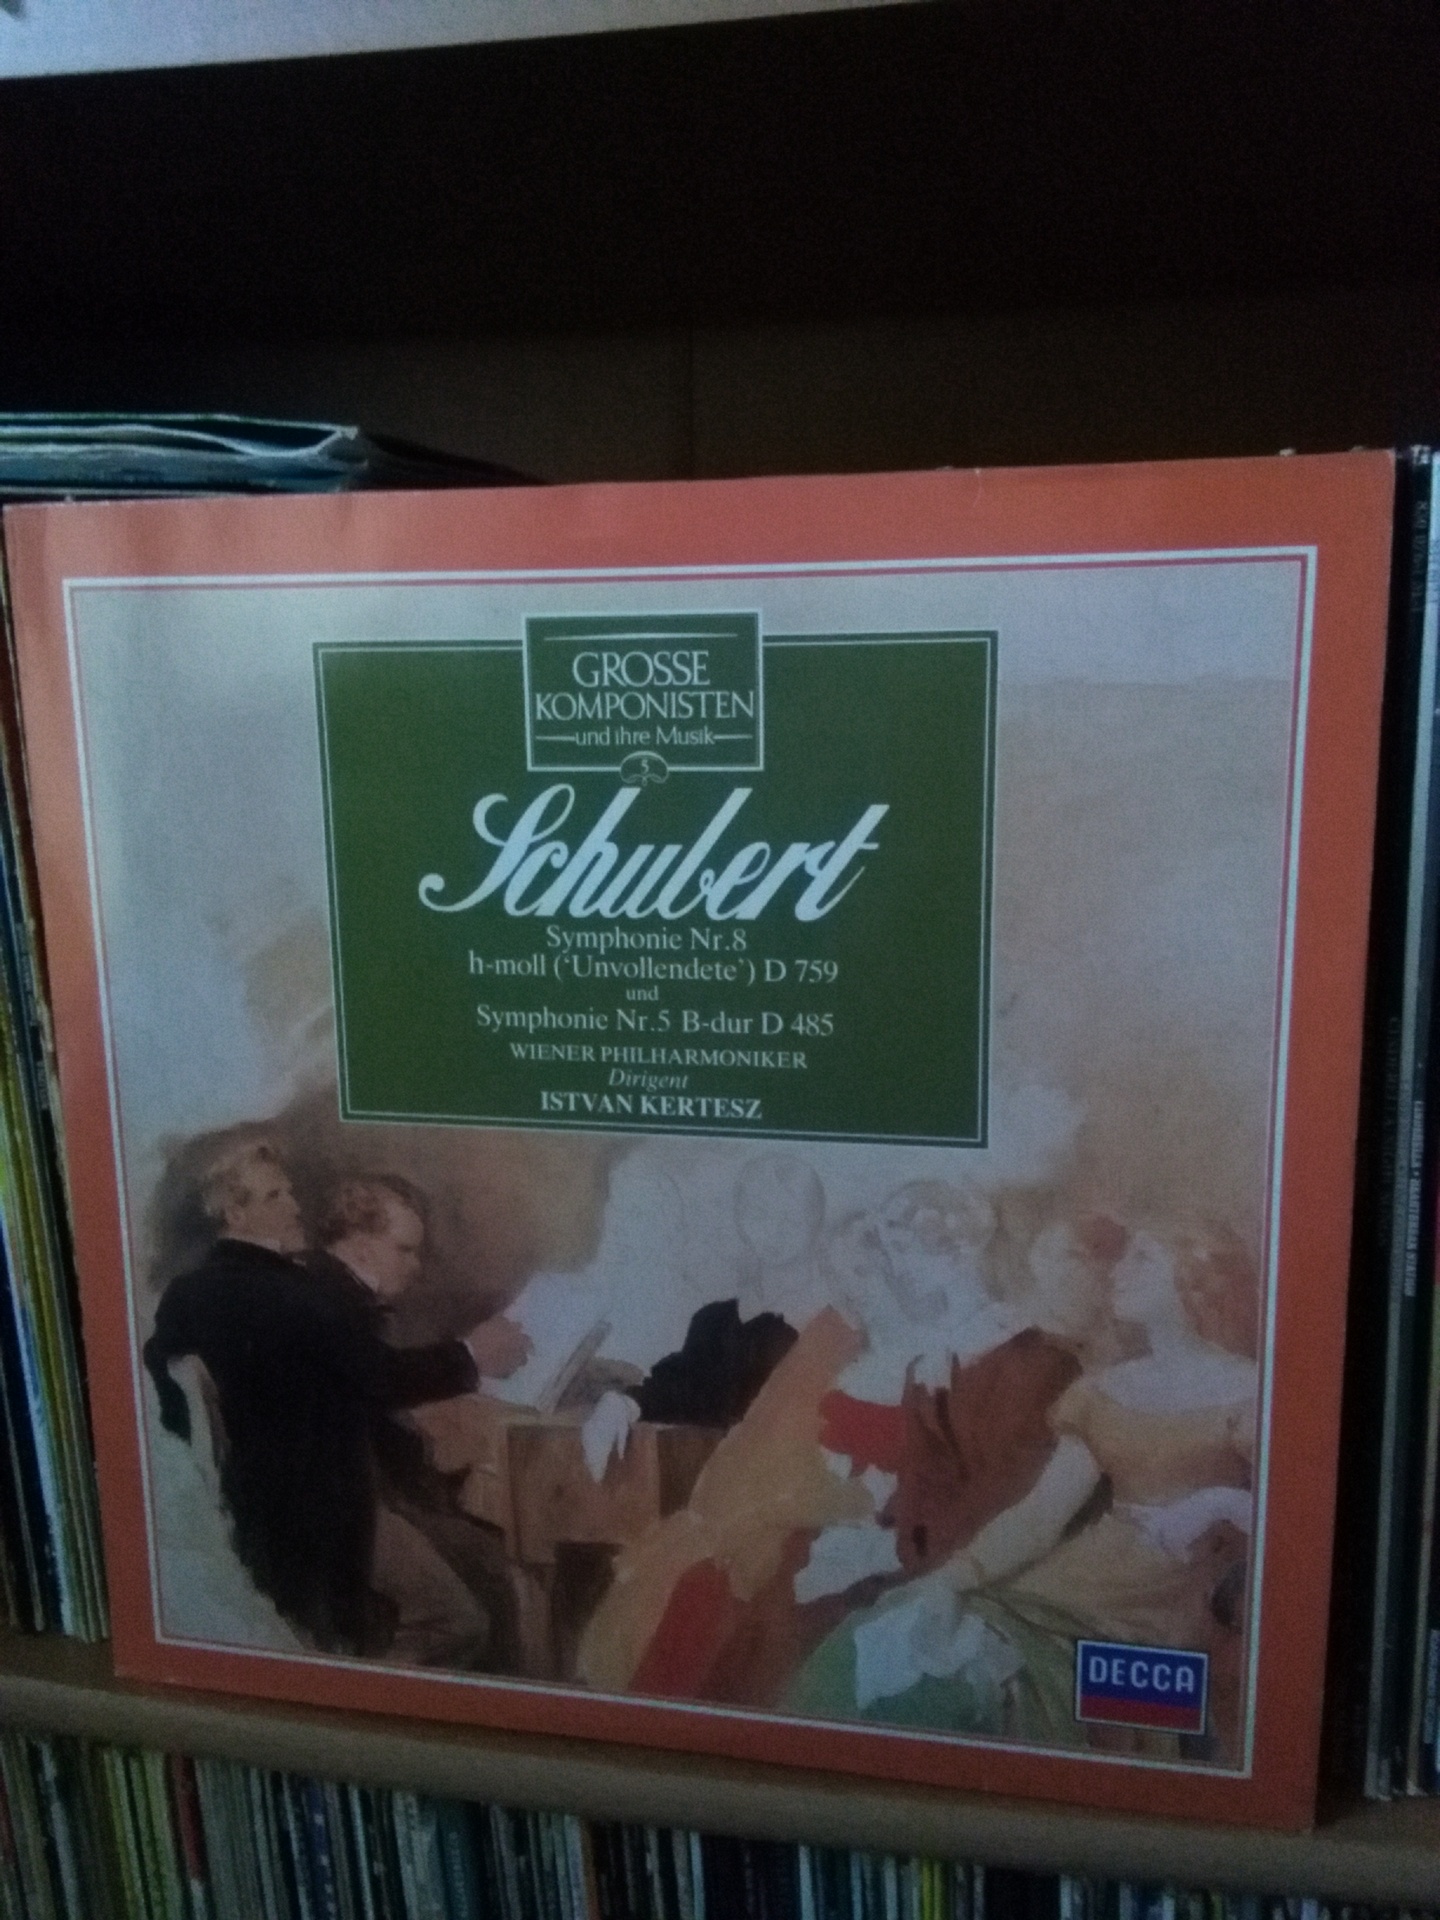 GROSSE
KOMPONISTEN
und ihre Musik
5
Schubert
Symphonie Nr.8
h-moll (‘Unvollendete’) D 759
und
Symphonie Nr.5 B-dur D 485
WIENER PHILHARMONIKER
Dirigent
ISTVAN KERTESZ
DECCA